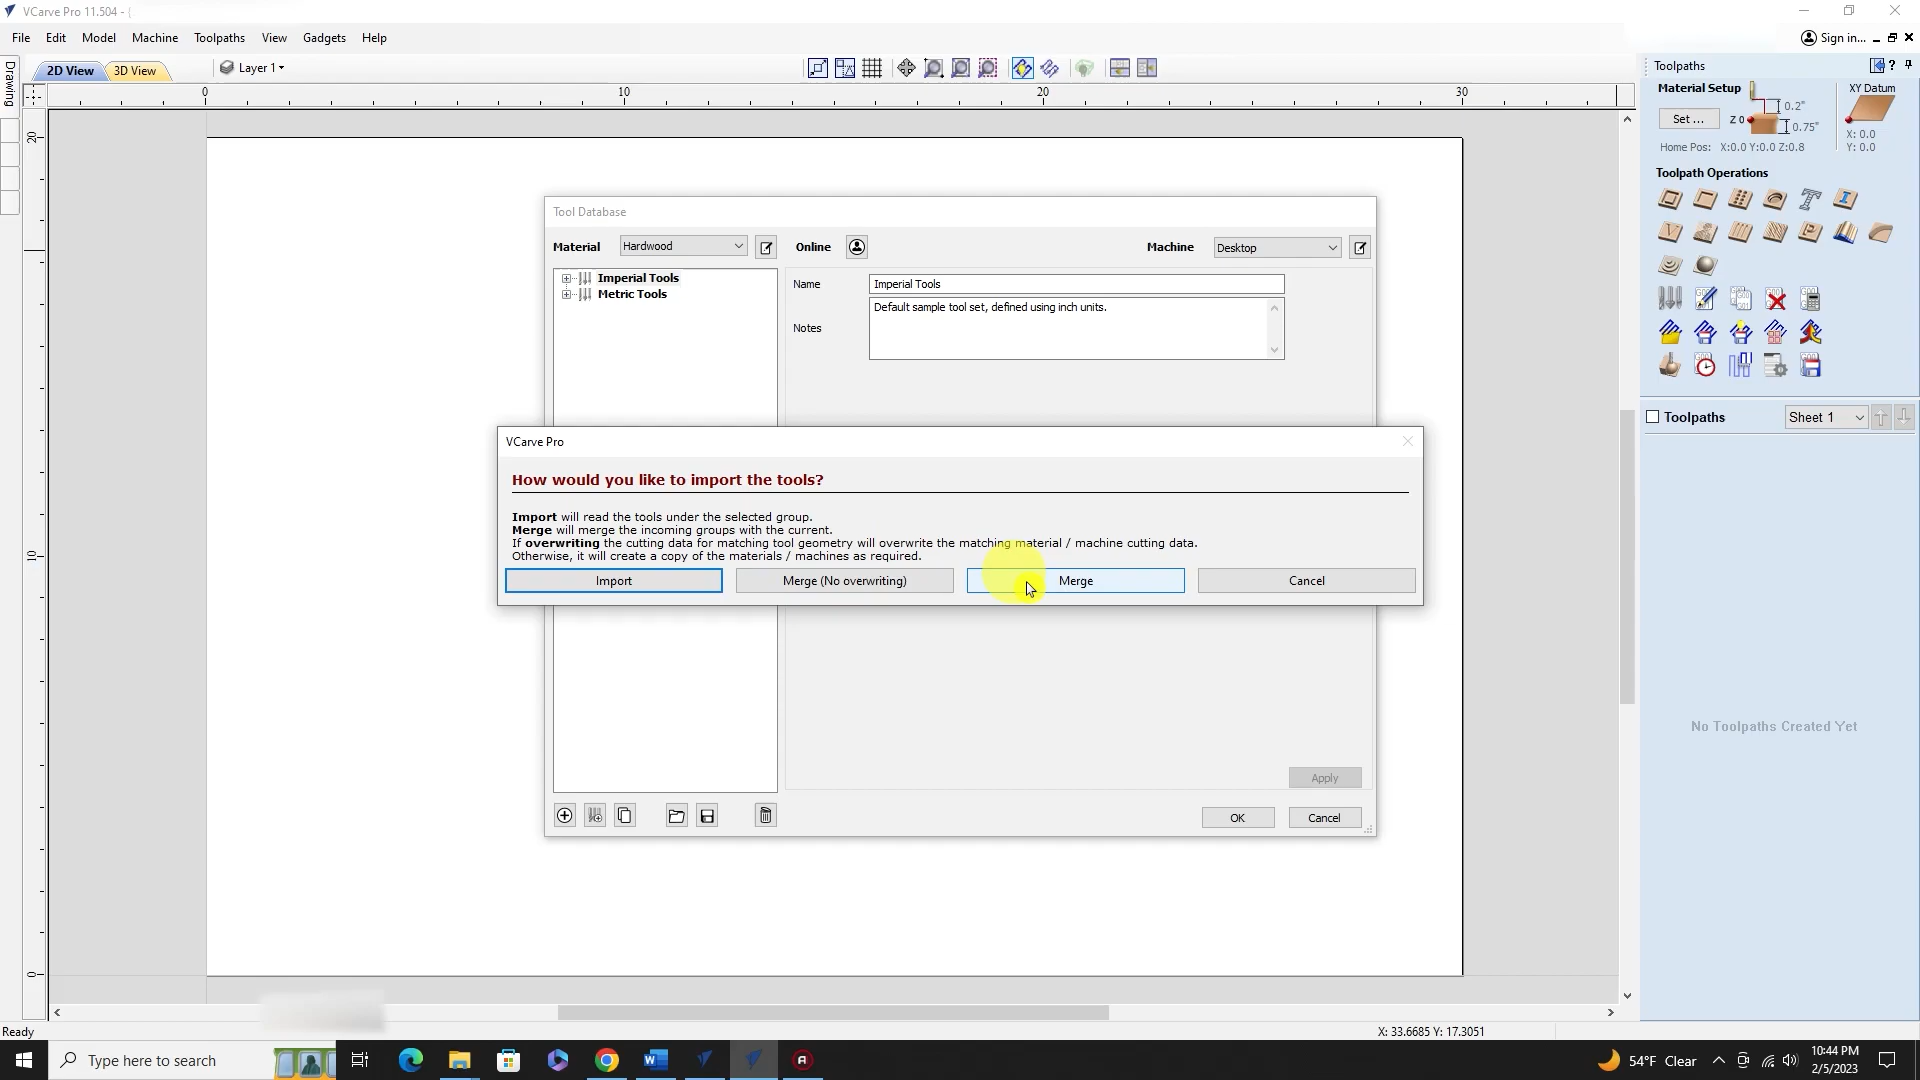 VCarve Pro 11.504 - (
File Edit Model Machine Toolpaths View Gadgets Help
Sign in...
Drawing
2D View 3D View
Layer 1
0 10 20 30
20
10
0
Toolpaths
Material Setup
Set ...
Z 0
0.2"
0.75"
XY Datum
X: 0.0
Y: 0.0
Home Pos: X:0.0 Y:0.0 Z:0.8
Toolpath Operations
Toolpaths
Sheet 1
No Toolpaths Created Yet
Tool Database
Material Hardwood Online Machine Desktop
Imperial Tools
Metric Tools
Name Imperial Tools
Notes Default sample tool set, defined using inch units.
VCarve Pro
How would you like to import the tools?
Import will read the tools under the selected group.
Merge will merge the incoming groups with the current.
If overwriting the cutting data for matching tool geometry will overwrite the matching material / machine cutting data.
Otherwise, it will create a copy of the materials / machines as required.
Import Merge (No overwriting) Merge Cancel
Apply
OK Cancel
Ready
X: 33.6685 Y: 17.3051
Type here to search
54°F Clear
10:44 PM
2/5/2023